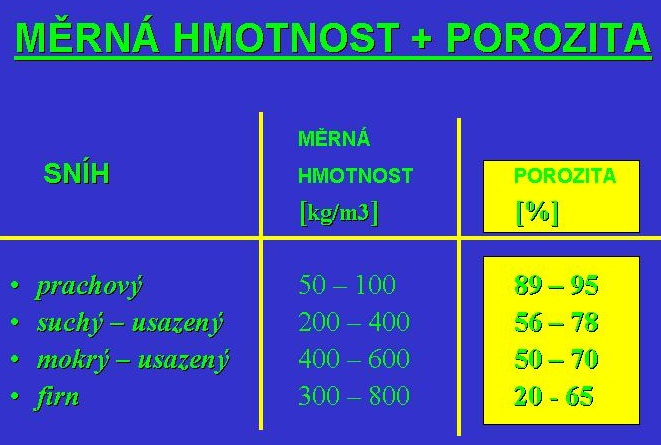 MĚRNÁ HMOTNOST + POROZITA
SNÍH
MĚRNÁ
HMOTNOST
[kg/m3]
POROZITA
[%]
• prachový 50 – 100 89 – 95
• suchý – usazený 200 – 400 56 – 78
• mokrý – usazený 400 – 600 50 – 70
• firn 300 – 800 20 - 65